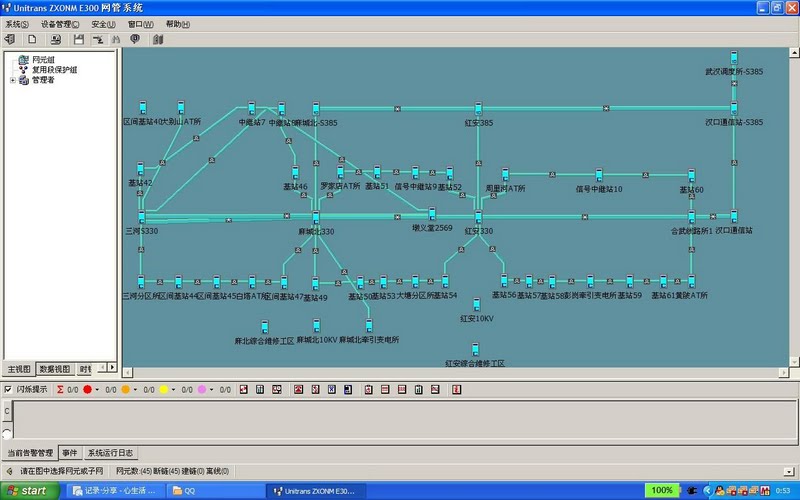 Unitrans ZXONM E300 网管系统
系统(S) 设备管理(C) 安全(U) 窗口(W) 帮助(H)
网元组
复用段保护组
管理者
武汉调度所-S385
区间基站40 大别山AT所 中继站7 中继站8 麻城北-S385 红安385 汉口通信站-S385
基站42 基站46 罗家店AT所 基站51 信号中继站9 基站52 周里河AT所 信号中继站10 基站60
三河S330 麻城北330 墩义堂2569 红安330 合武线路所1 汉口通信站
三河分区所 区间基站44 区间基站45 白塔AT所 区间基站47 基站49 基站50 基站53 大塘分区所 基站54 基站56 基站57 基站58 彭岗牵引变电所 基站59 基站61 黄陂AT所
红安10KV
麻北综合维修工区 麻城北10KV 麻城北牵引变电所
红安综合维修工区
主视图 数据视图 时钟
闪烁提示 Σ 0/0 0/0 0/0 0/0 0/0
C
当前告警管理 事件 系统运行日志
请在图中选择网元或子网 网元数:(45)断链(45)建链(0)离线(0)
start 记录·分享 - 心生活 ... QQ Unitrans ZXONM E30... 100% 0:53